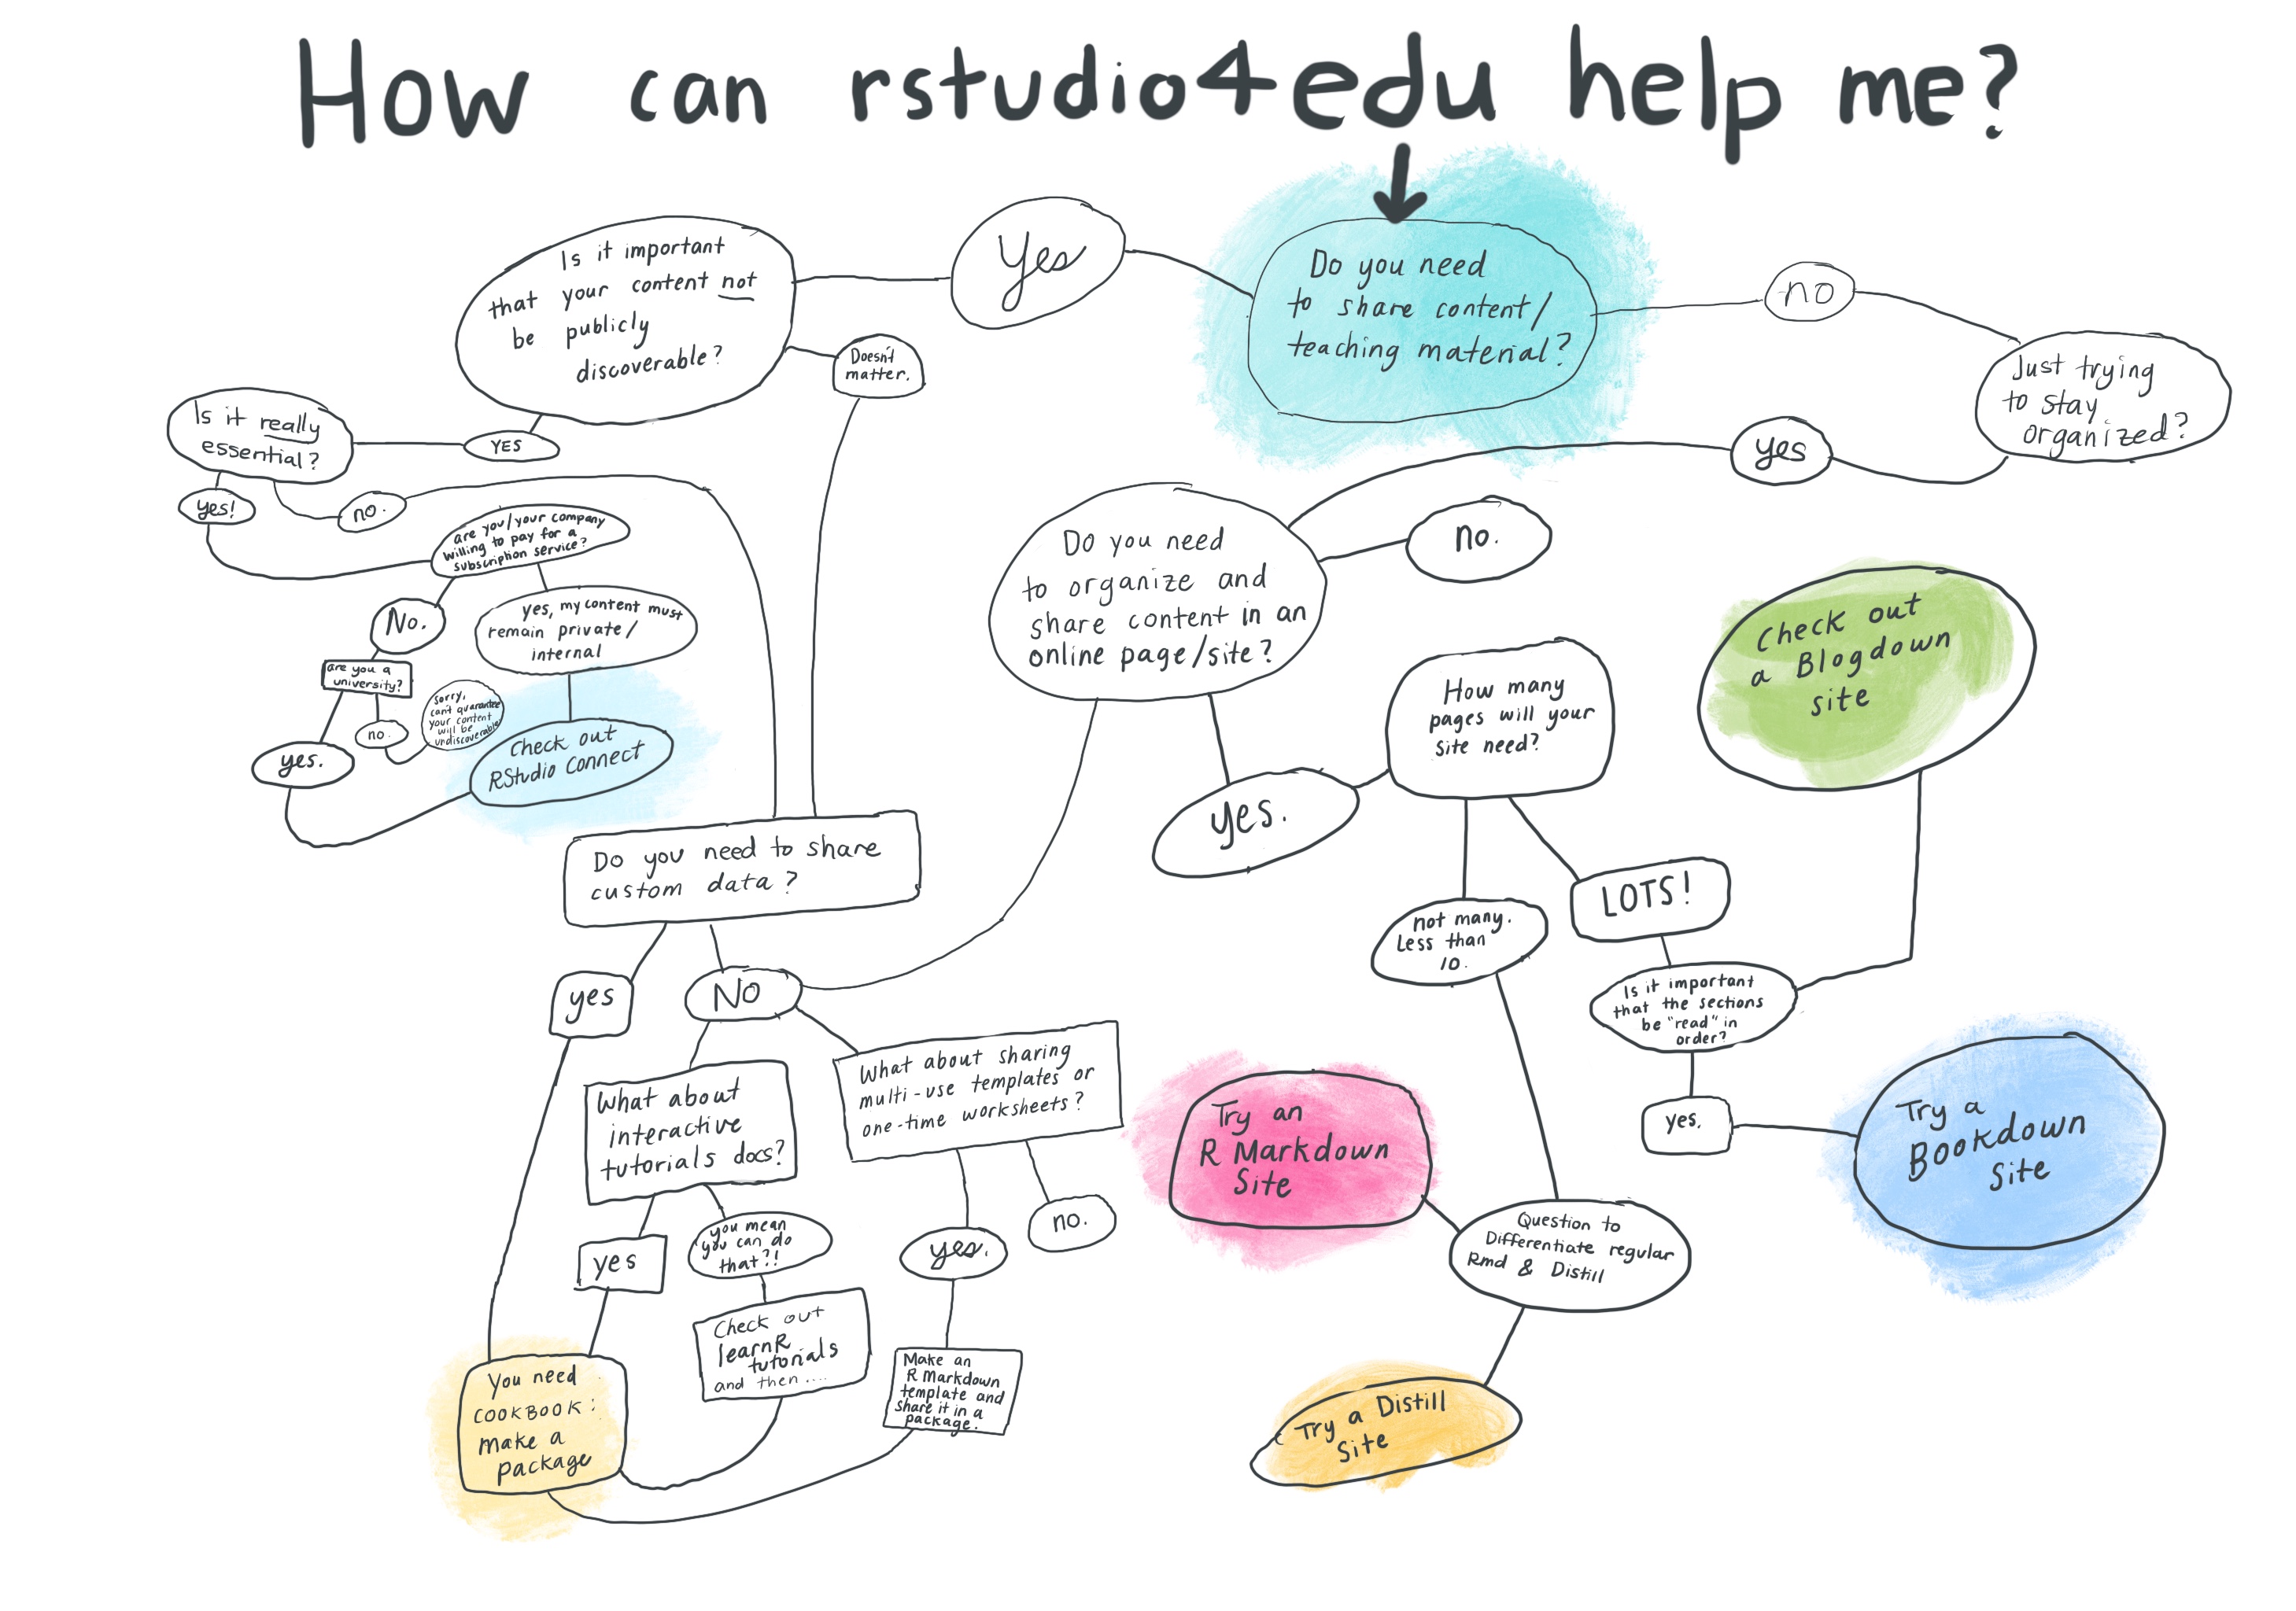 How can rstudio4edu help me?
Do you need
to share content/
teaching material?
Yes
no
Is it important
that your content not
be publicly
discoverable?
Doesn't
matter.
YES
Is it really
essential?
yes!
no.
are you/your company
willing to pay for a
subscription service?
No.
yes, my content must
remain private/
internal
are you a
university?
no.
sorry,
can't guarantee
your content
will be
undiscoverable
yes.
Check out
RStudio Connect
Just trying
to stay
organized?
yes
Do you need
to organize and
share content in an
online page/site?
no.
yes.
How many
pages will your
site need?
Check out
a Blogdown
site
LOTS!
not many.
Less than
10.
Is it important
that the sections
be "read" in
order?
yes.
Try a
Bookdown
Site
Try an
R Markdown
Site
Question to
Differentiate regular
Rmd & Distill
Try a Distill
Site
Do you need to share
custom data?
yes
NO
What about
interactive
tutorials docs?
What about sharing
multi-use templates or
one-time worksheets?
yes
you mean
you can do
that?!
yes.
no.
Check out
learnR
tutorials
and then....
Make an
R Markdown
template and
share it in a
package.
You need
COOKBOOK:
make a
package